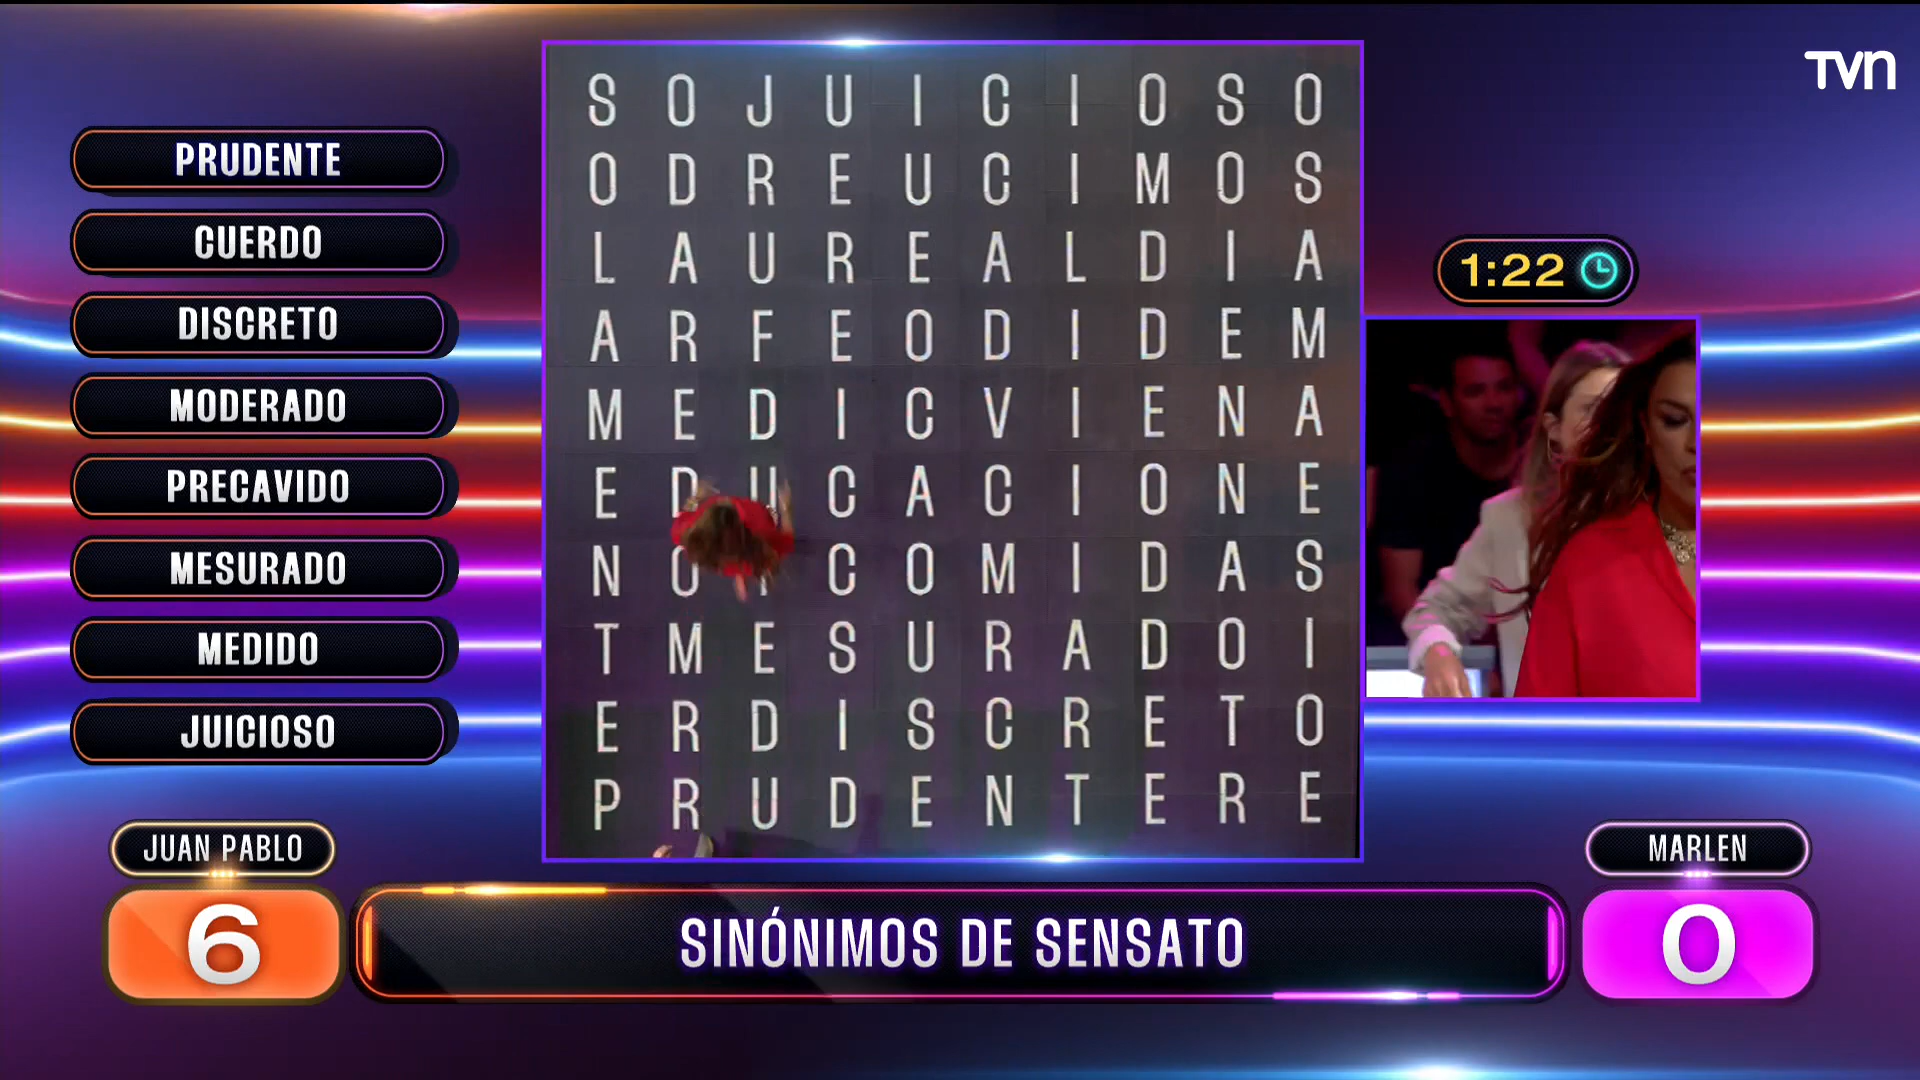 TVN
S O J U I C I O S O
O D R E U C I M O S
L A U R E A L D I A
A R F E O D I D E M
M E D I C V I E N A
E D U C A C I O N E
N O C O M I D A S
T M E S U R A D O I
E R D I S C R E T O
P R U D E N T E R E
PRUDENTE
CUERDO
DISCRETO
MODERADO
PRECAVIDO
MESURADO
MEDIDO
JUICIOSO
1:22
JUAN PABLO
6
SINÓNIMOS DE SENSATO
MARLEN
0